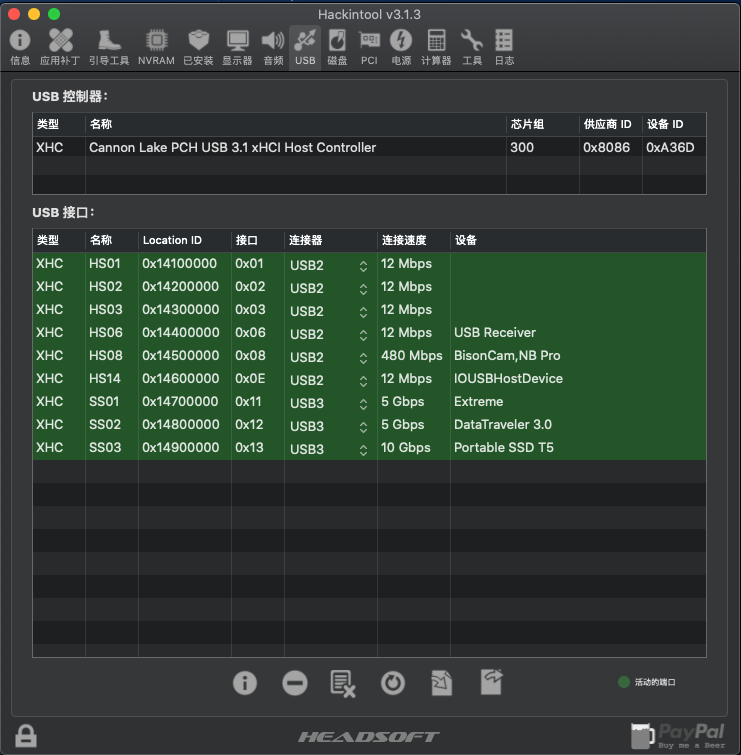 Hackintool v3.1.3
信息 应用补丁 引导工具 NVRAM 已安装 显示器 音频 USB 磁盘 PCI 电源 计算器 工具 日志
USB 控制器：
类型 名称 芯片组 供应商 ID 设备 ID
XHC Cannon Lake PCH USB 3.1 xHCI Host Controller 300 0x8086 0xA36D
USB 接口：
类型 名称 Location ID 接口 连接器 连接速度 设备
XHC HS01 0x14100000 0x01 USB2 12 Mbps
XHC HS02 0x14200000 0x02 USB2 12 Mbps
XHC HS03 0x14300000 0x03 USB2 12 Mbps
XHC HS06 0x14400000 0x06 USB2 12 Mbps USB Receiver
XHC HS08 0x14500000 0x08 USB2 480 Mbps BisonCam,NB Pro
XHC HS14 0x14600000 0x0E USB2 12 Mbps IOUSBHostDevice
XHC SS01 0x14700000 0x11 USB3 5 Gbps Extreme
XHC SS02 0x14800000 0x12 USB3 5 Gbps DataTraveler 3.0
XHC SS03 0x14900000 0x13 USB3 10 Gbps Portable SSD T5
活动的端口
HEADSOFT
PayPal
Buy me a Beer